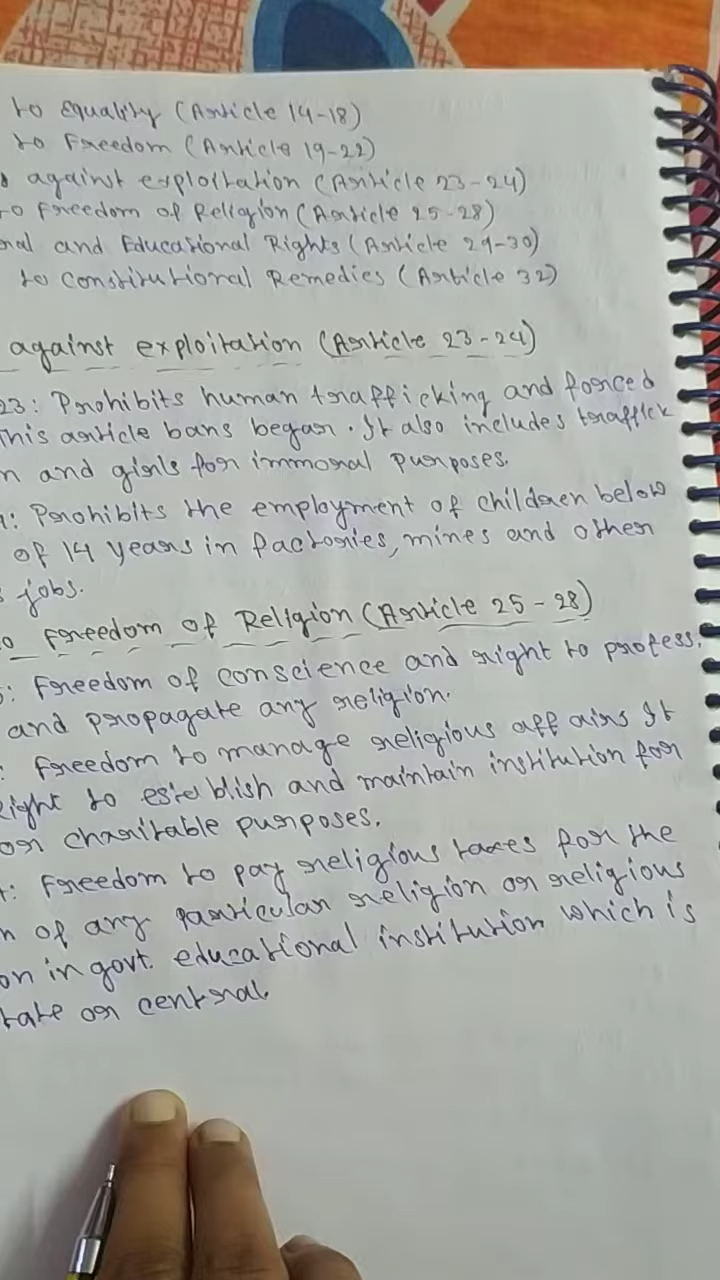 to Equality (Article 14-18)
to Freedom (Article 19-22)
against exploitation (Article 23-24)
to Freedom of Religion (Article 25-28)
nal and Educational Rights (Article 29-30)
to Constitutional Remedies (Article 32)
against exploitation (Article 23-24)
23: Prohibits human trafficking and forced
This article bans begar. It also includes traffick
n and girls for immoral purposes.
: Prohibits the employment of children below
of 14 years in factories, mines and other
s jobs.
o Freedom of Religion (Article 25-28)
: Freedom of conscience and right to profess,
and propagate any religion.
: Freedom to manage religious affairs It
right to esteblish and maintain institution for
or charitable purposes.
: Freedom to pay religious taxes for the
n of any particular religion or religious
on in govt. educational institution which is
tate or central.